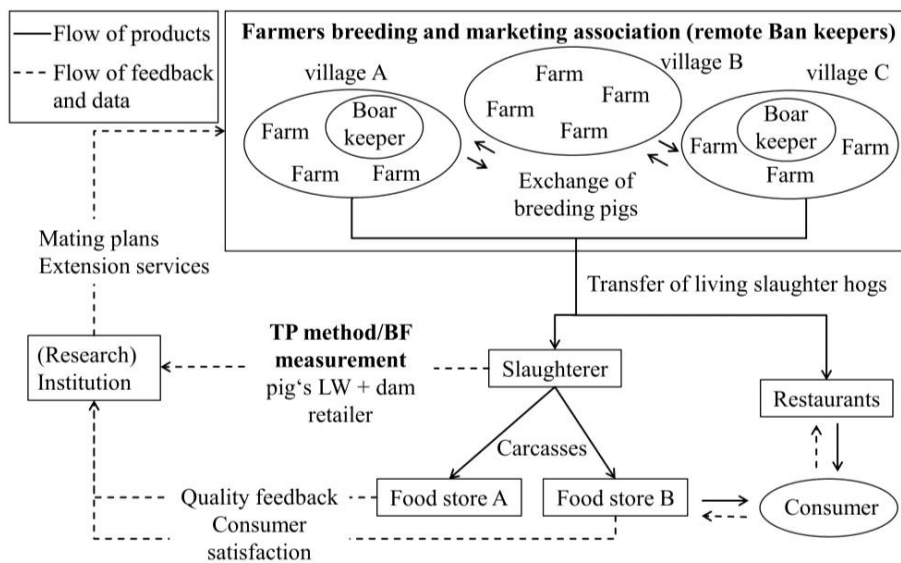 Flow of products
Flow of feedback
and data
Farmers breeding and marketing association (remote Ban keepers)
village A
village B
village C
Boar
keeper
Farm
Farm
Farm
Farm
Farm
Farm
Farm
Boar
keeper
Farm
Farm
Farm
Exchange of
breeding pigs
Mating plans
Extension services
Transfer of living slaughter hogs
TP method/BF
measurement
pig‘s LW + dam
retailer
(Research)
Institution
Slaughterer
Restaurants
Carcasses
Quality feedback
Consumer
satisfaction
Food store A
Food store B
Consumer